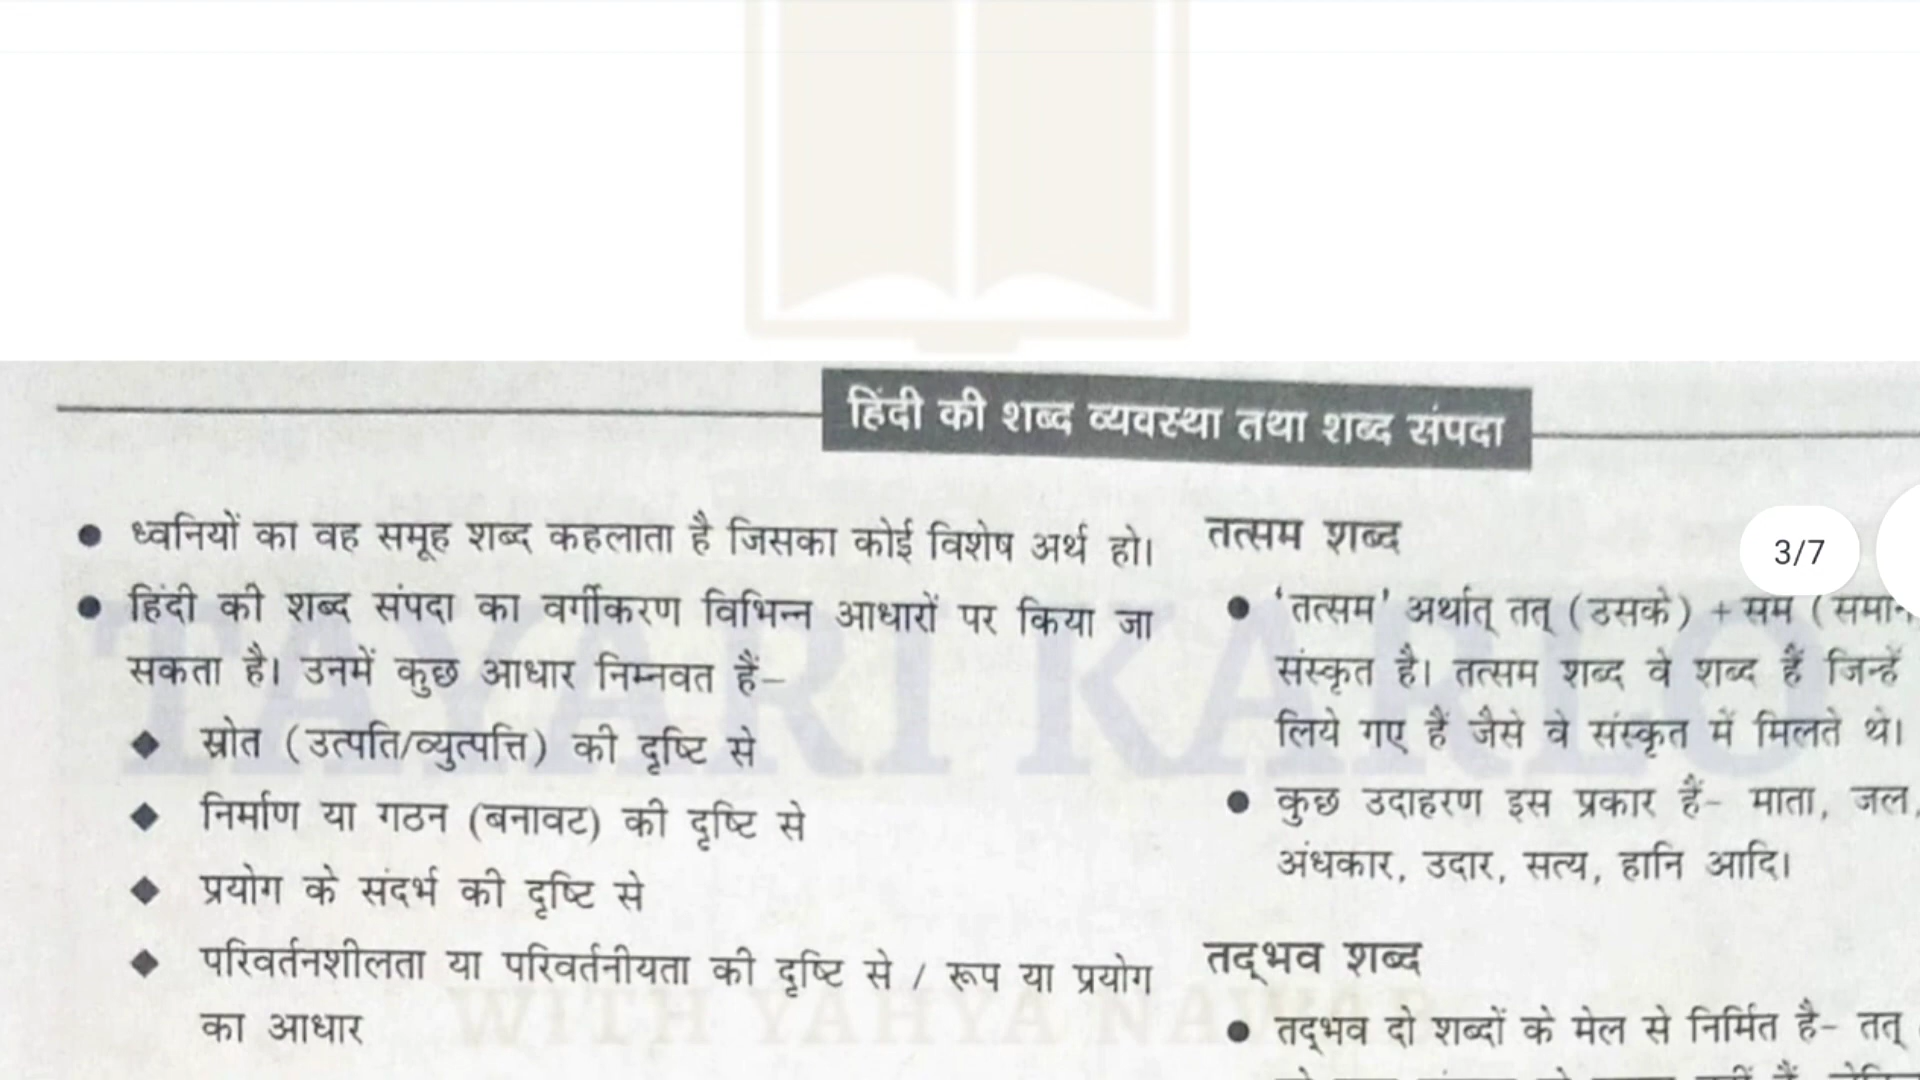 हिंदी की शब्द व्यवस्था तथा शब्द संपदा
● ध्वनियों का वह समूह शब्द कहलाता है जिसका कोई विशेष अर्थ हो।
● हिंदी की शब्द संपदा का वर्गीकरण विभिन्न आधारों पर किया जा
सकता है। उनमें कुछ आधार निम्नवत हैं–
◆ स्रोत (उत्पति/व्युत्पत्ति) की दृष्टि से
◆ निर्माण या गठन (बनावट) की दृष्टि से
◆ प्रयोग के संदर्भ की दृष्टि से
◆ परिवर्तनशीलता या परिवर्तनीयता की दृष्टि से / रूप या प्रयोग
का आधार
तत्सम शब्द
3/7
● 'तत्सम' अर्थात् तत् (उसके) + सम (समान
संस्कृत है। तत्सम शब्द वे शब्द हैं जिन्हें
लिये गए हैं जैसे वे संस्कृत में मिलते थे।
● कुछ उदाहरण इस प्रकार हैं– माता, जल,
अंधकार, उदार, सत्य, हानि आदि।
तद्‌भव शब्द
● तद्‌भव दो शब्दों के मेल से निर्मित है– तत्
TAYARI KARLO
WITH YAHYA NAWAB